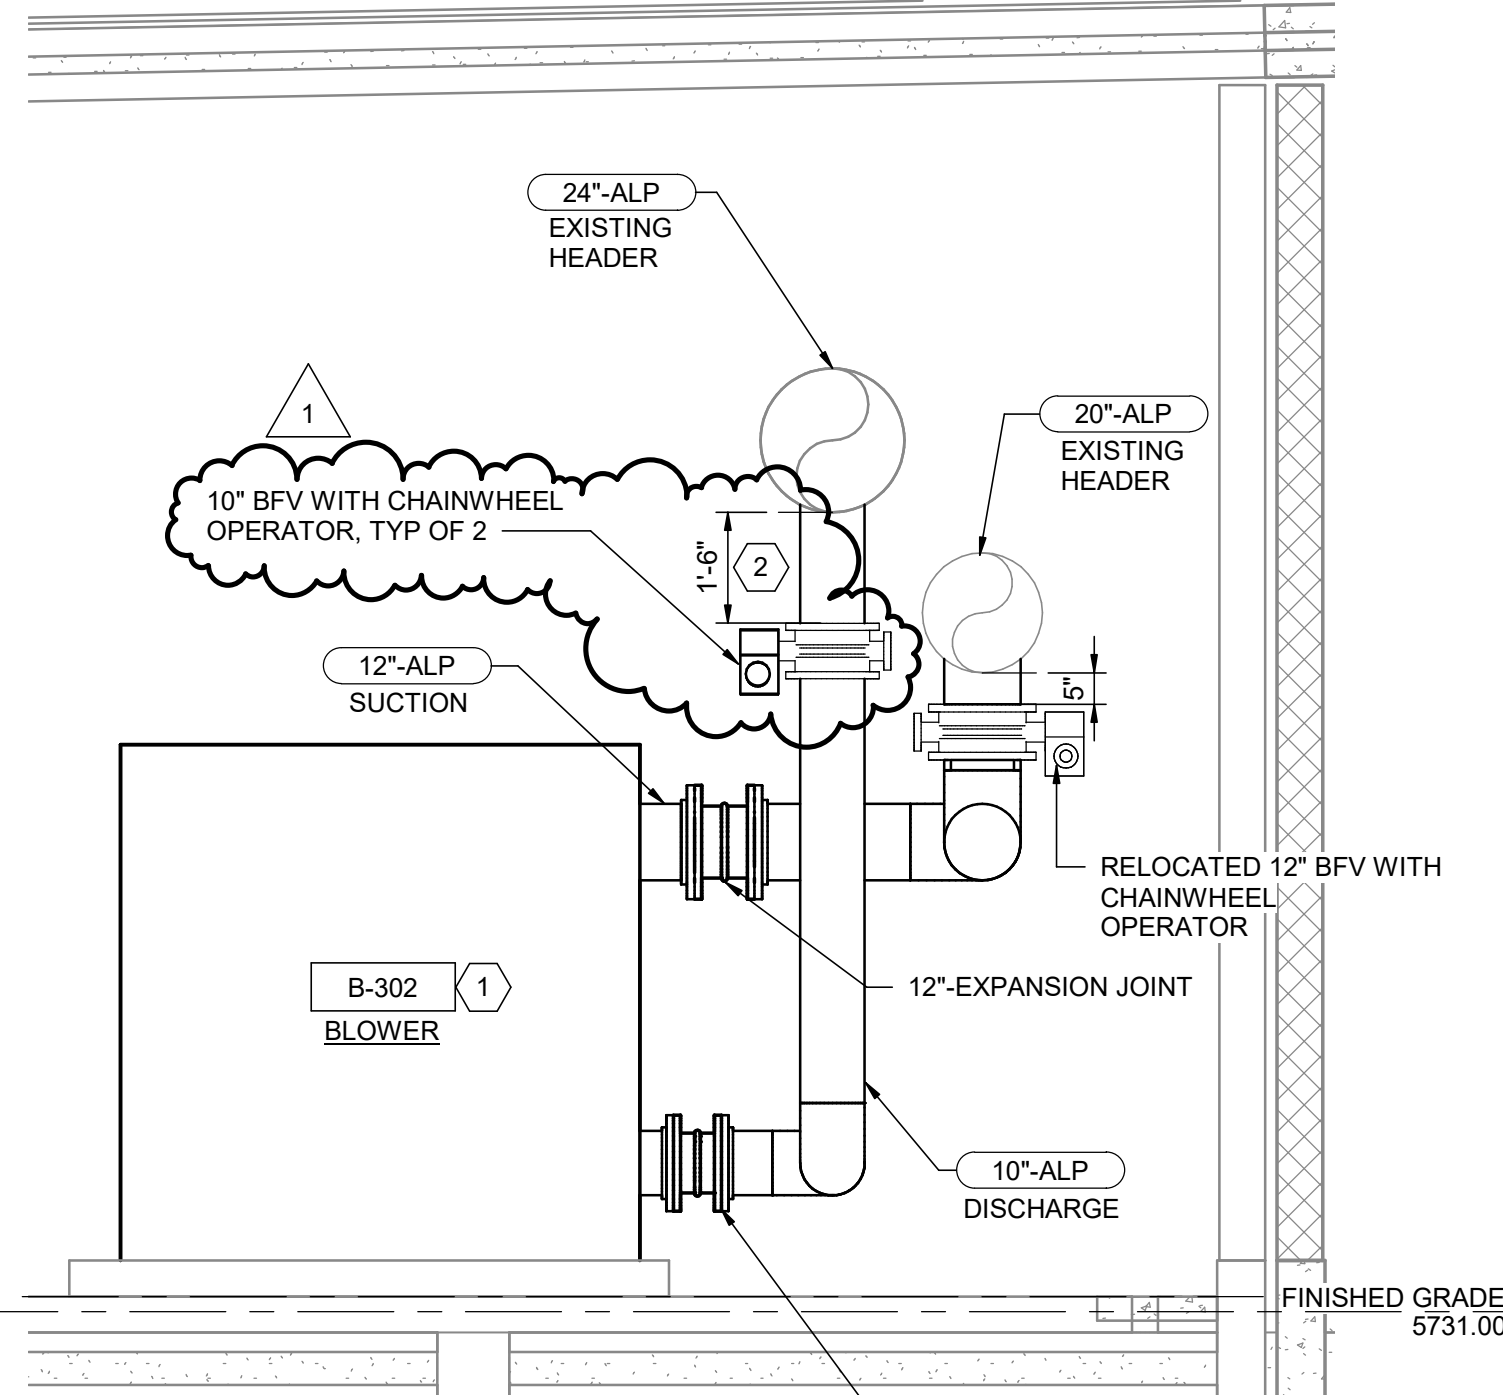 24"-ALP
EXISTING
HEADER
1
20"-ALP
EXISTING
HEADER
10" BFV WITH CHAINWHEEL
OPERATOR, TYP OF 2
1'-6"
2
12"-ALP
SUCTION
5"
RELOCATED 12" BFV WITH
CHAINWHEEL
OPERATOR
B-302
1
BLOWER
12"-EXPANSION JOINT
10"-ALP
DISCHARGE
FINISHED GRADE
5731.00